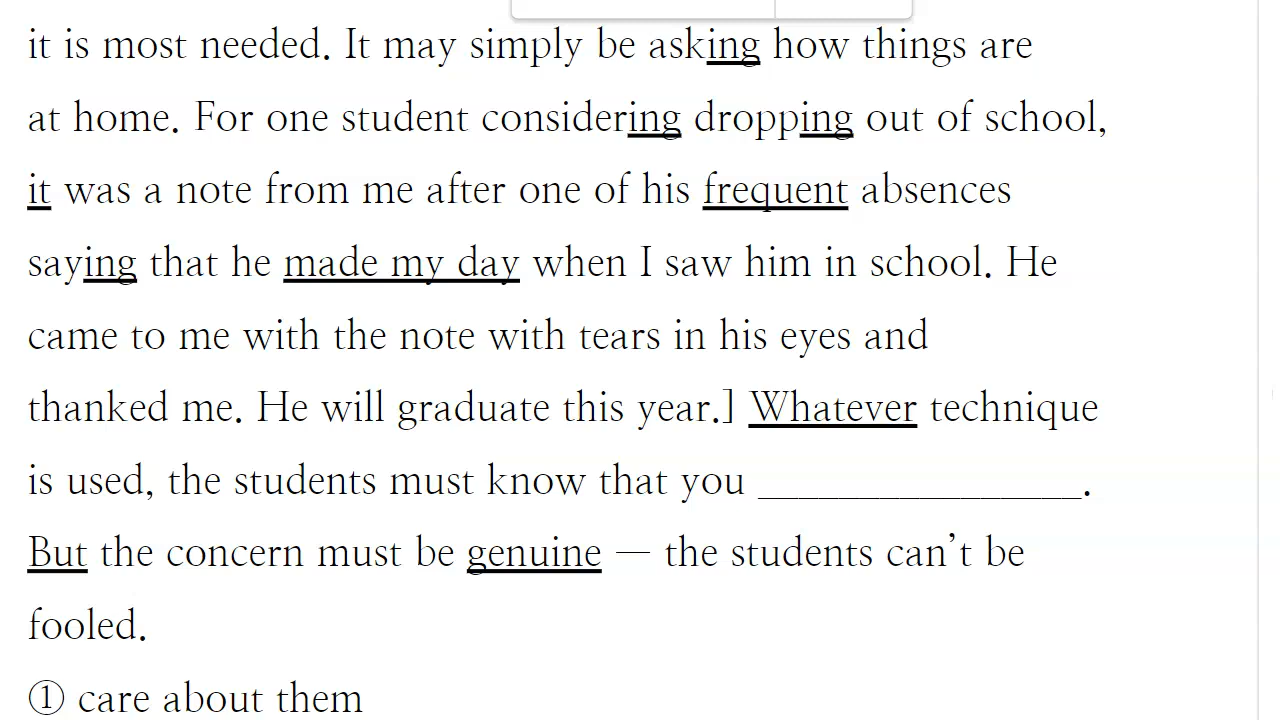 it is most needed. It may simply be asking how things are
at home. For one student considering dropping out of school,
it was a note from me after one of his frequent absences
saying that he made my day when I saw him in school. He
came to me with the note with tears in his eyes and
thanked me. He will graduate this year.] Whatever technique
is used, the students must know that you ________________.
But the concern must be genuine — the students can't be
fooled.
① care about them